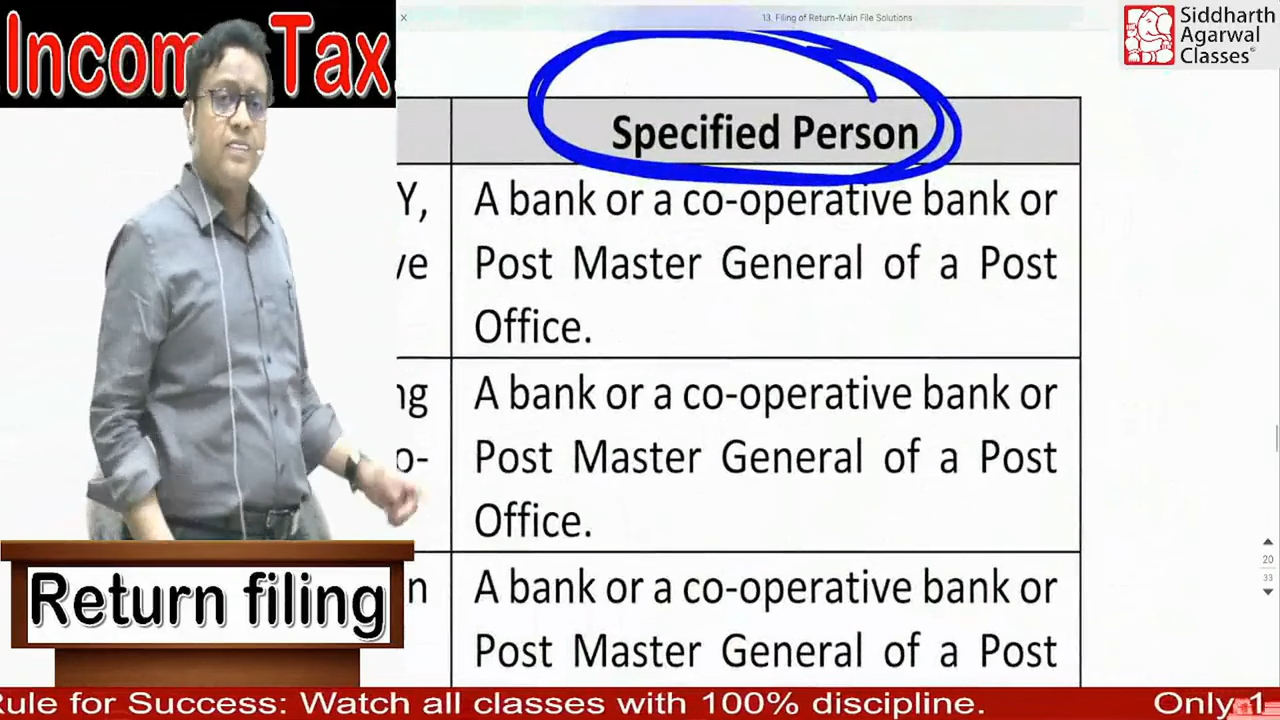 Income Tax.
13. Filing of Return-Main File Solutions
Siddharth
Agarwal
Classes®
Specified Person
Y,
ve
A bank or a co-operative bank or
Post Master General of a Post
Office.
ng
o-
A bank or a co-operative bank or
Post Master General of a Post
Office.
n
A bank or a co-operative bank or
Post Master General of a Post
20
33
Return filing
Rule for Success: Watch all classes with 100% discipline.
Only 1